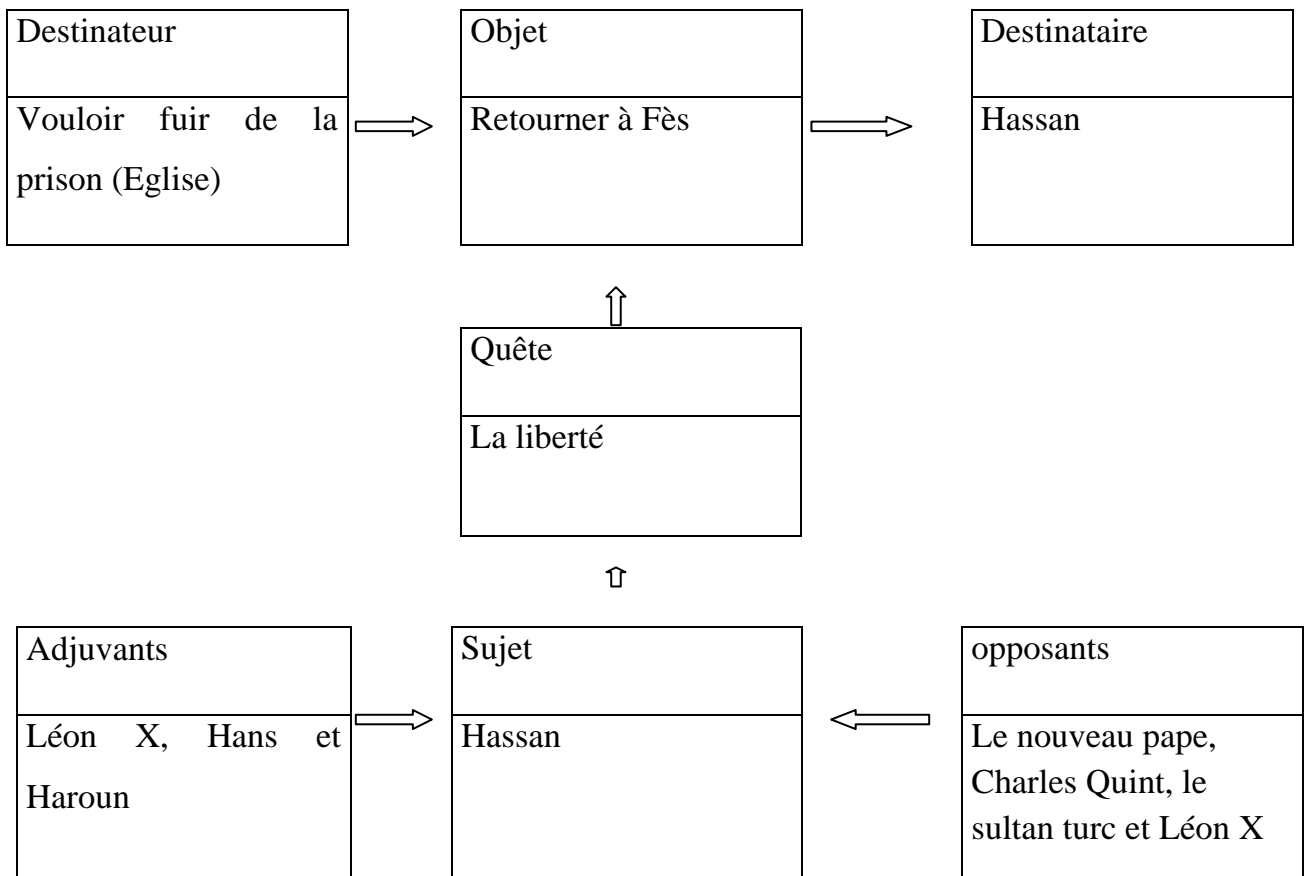 Destinateur
Vouloir fuir de la
prison (Eglise)
Objet
Retourner à Fès
Destinataire
Hassan
Quête
La liberté
Adjuvants
Léon X, Hans et
Haroun
Sujet
Hassan
opposants
Le nouveau pape,
Charles Quint, le
sultan turc et Léon X